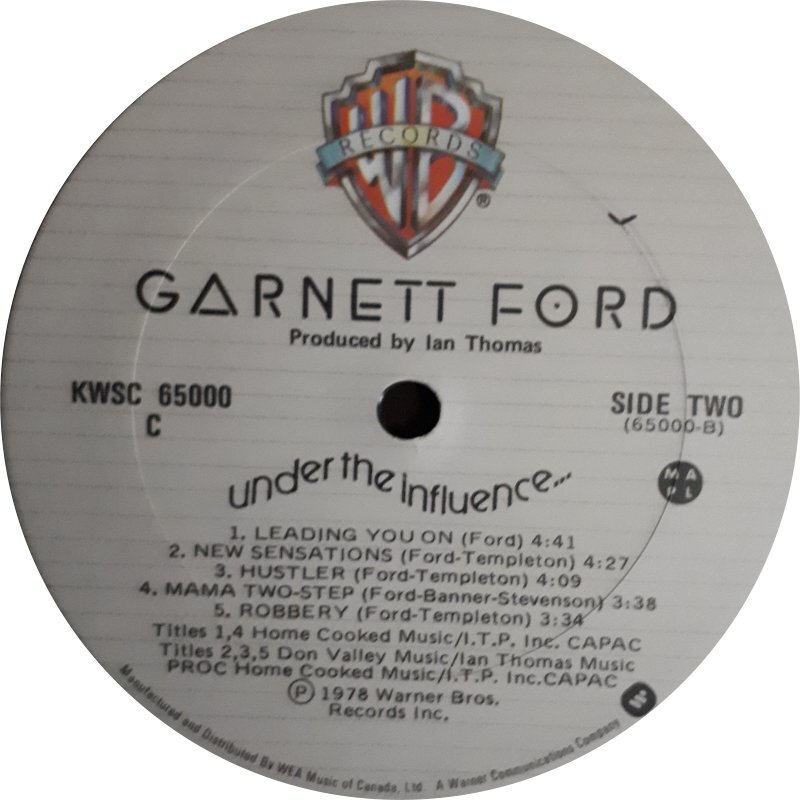 WB
RECORDS
®
GARNETT FORD
Produced by Ian Thomas
KWSC 65000
C
SIDE TWO
(65000-B)
under the influence...
MA
PL
1. LEADING YOU ON (Ford) 4:41
2. NEW SENSATIONS (Ford-Templeton) 4:27
3. HUSTLER (Ford-Templeton) 4:09
4. MAMA TWO-STEP (Ford-Banner-Stevenson) 3:38
5. ROBBERY (Ford-Templeton) 3:34
Titles 1,4 Home Cooked Music/I.T.P. Inc. CAPAC
Titles 2,3,5 Don Valley Music/Ian Thomas Music
PROC Home Cooked Music/I.T.P. Inc.CAPAC
Ⓟ 1978 Warner Bros.
Records Inc.
Manufactured and Distributed By WEA Music of Canada, Ltd. A Warner Communications Company